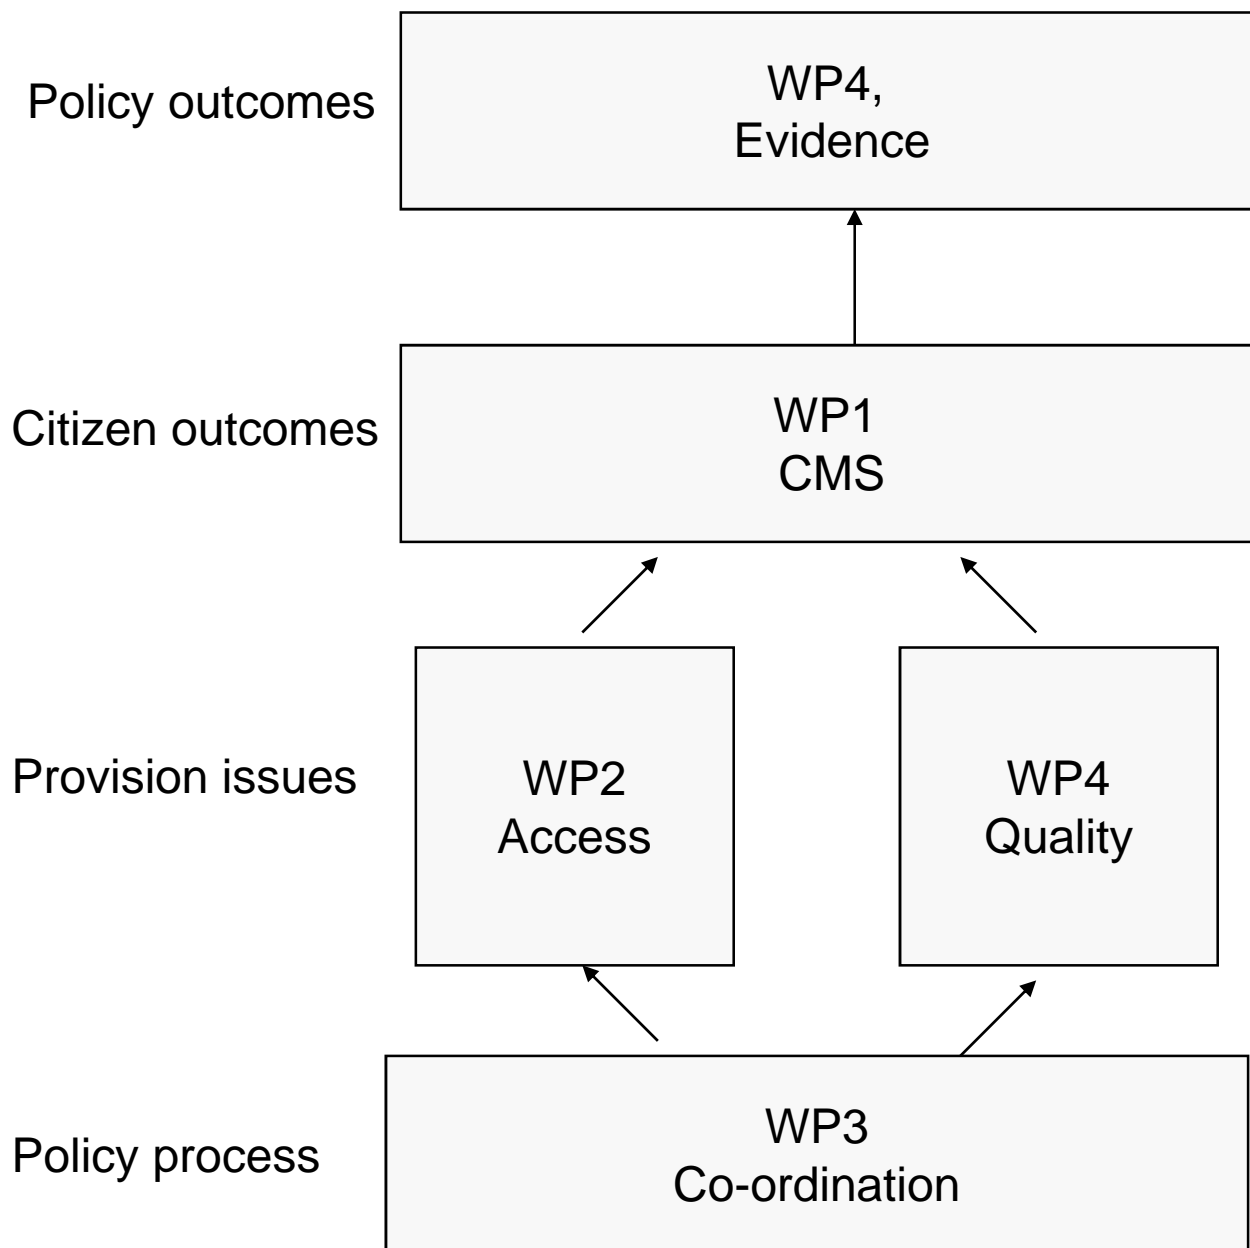 Policy outcomes
WP4,
Evidence
Citizen outcomes
WP1
CMS
Provision issues
WP2
Access
WP4
Quality
Policy process
WP3
Co-ordination